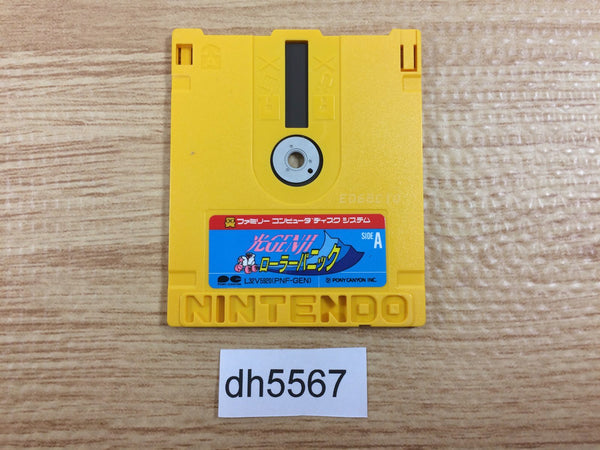 ファミリー コンピュータ ディスク システム
光GENJI
SIDE A
ローラーパニック
PONYCANYON INC.
NINTENDO
dh5567